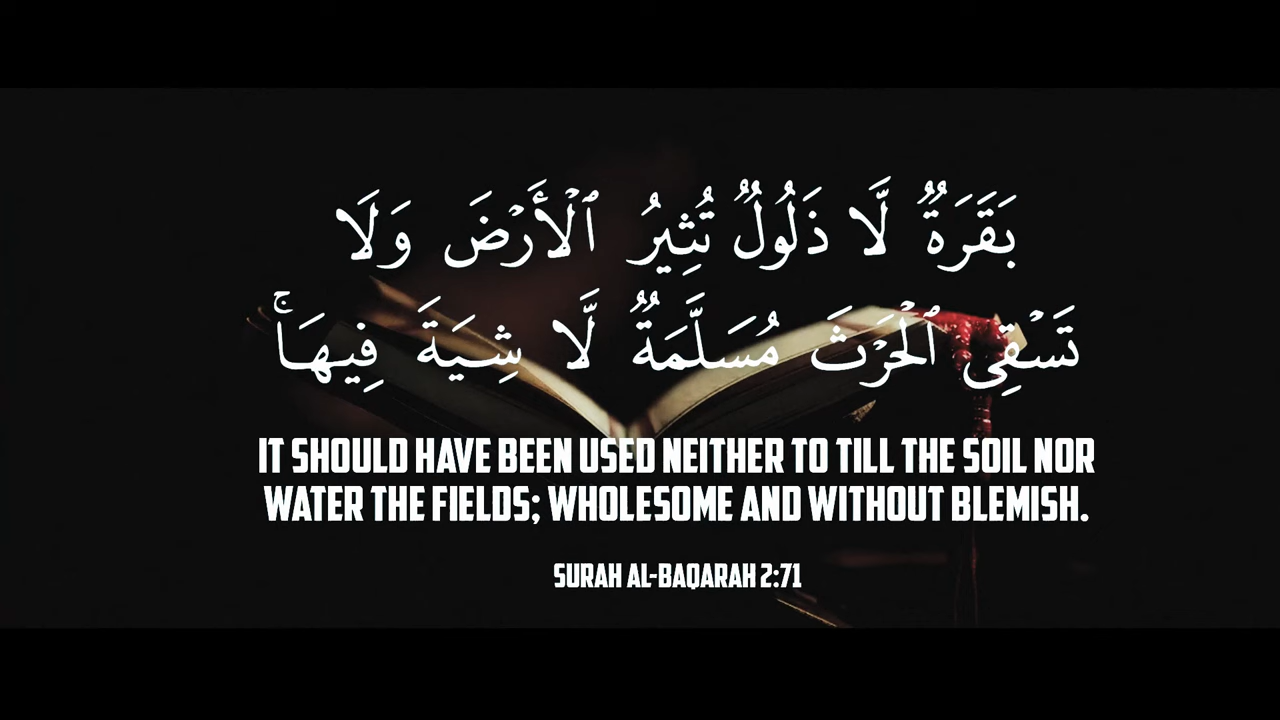 بَقَرَةٌ لَّا ذَلُولٌ تُثِيرُ ٱلْأَرْضَ وَلَا
تَسْقِى ٱلْحَرْثَ مُسَلَّمَةٌ لَّا شِيَةَ فِيهَاۚ
IT SHOULD HAVE BEEN USED NEITHER TO TILL THE SOIL NOR
WATER THE FIELDS; WHOLESOME AND WITHOUT BLEMISH.
SURAH AL-BAQARAH 2:71